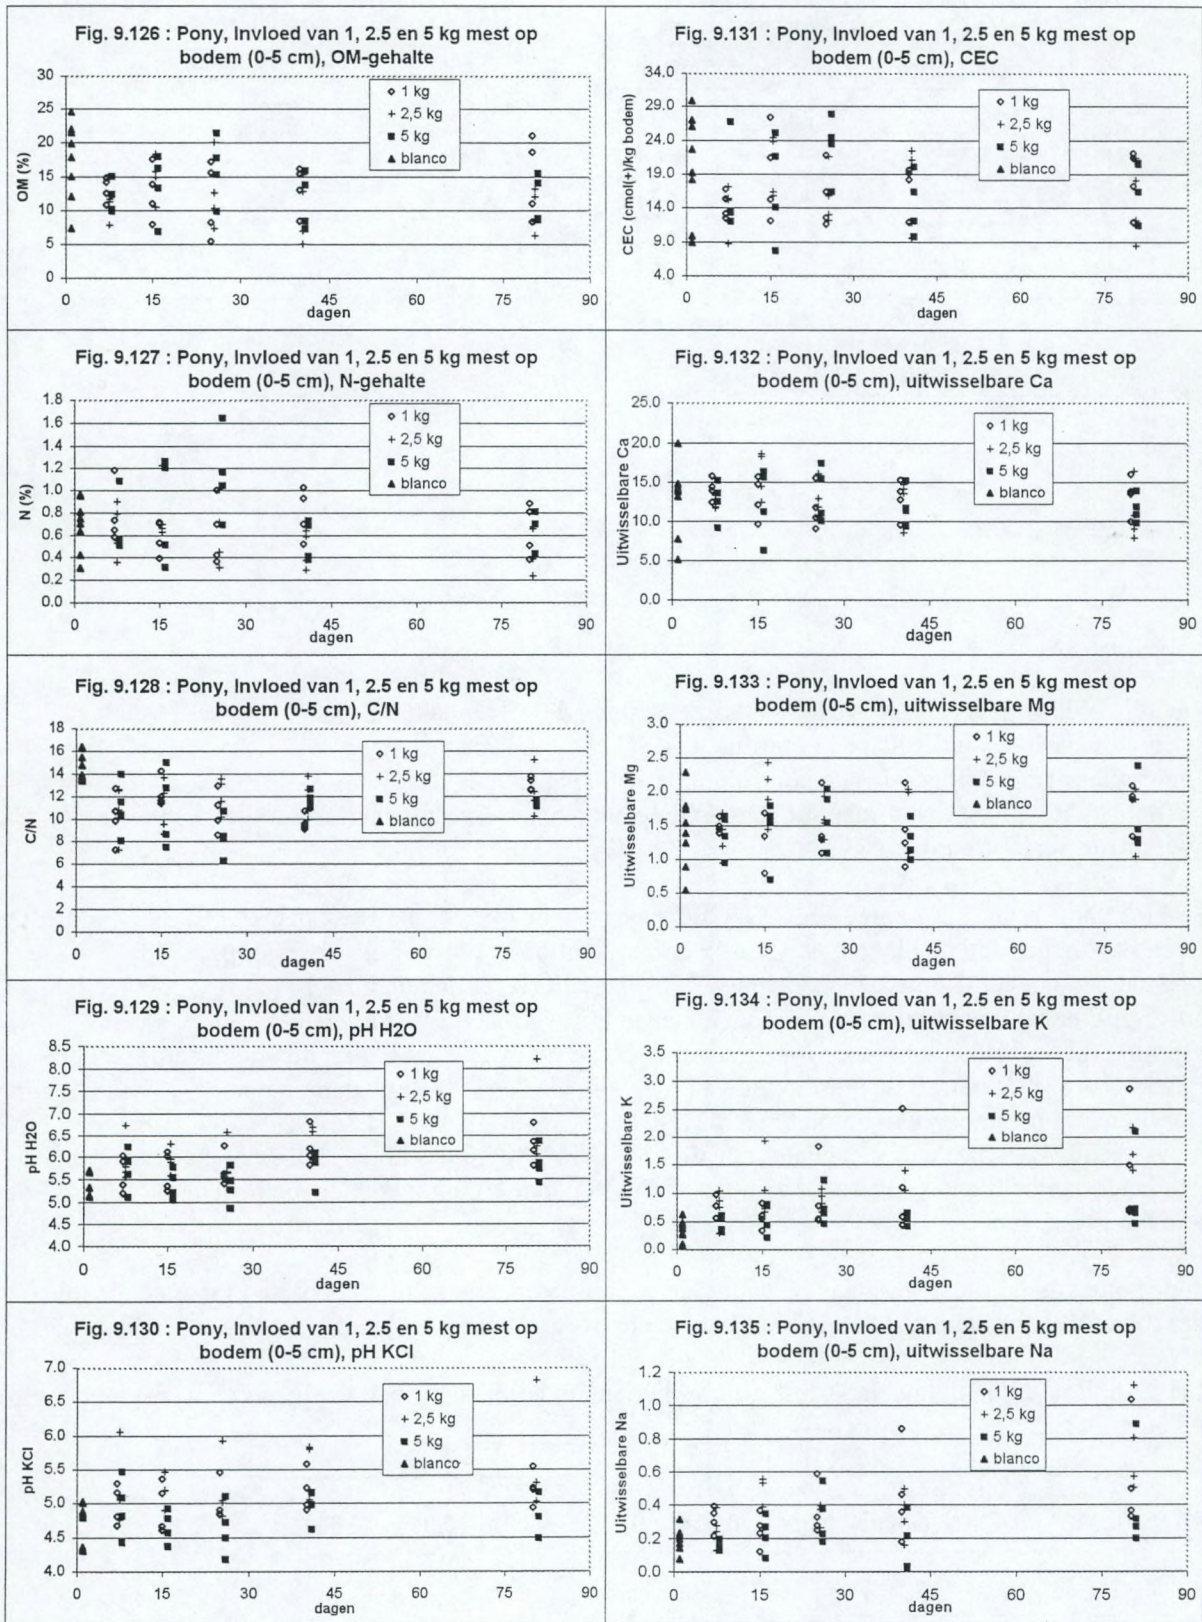 Fig. 9.126 : Pony, Invloed van 1, 2.5 en 5 kg mest op
bodem (0-5 cm), OM-gehalte
30
25
20
15
10
5
0
OM (%)
1 kg
2,5 kg
5 kg
blanco
0 15 30 45 60 75 90
dagen
Fig. 9.131 : Pony, Invloed van 1, 2.5 en 5 kg mest op
bodem (0-5 cm), CEC
34.0
29.0
24.0
19.0
14.0
9.0
4.0
CEC (cmol(+)/kg bodem)
1 kg
2,5 kg
5 kg
blanco
0 15 30 45 60 75 90
dagen
Fig. 9.127 : Pony, Invloed van 1, 2.5 en 5 kg mest op
bodem (0-5 cm), N-gehalte
1.8
1.6
1.4
1.2
1.0
0.8
0.6
0.4
0.2
0.0
N (%)
1 kg
2,5 kg
5 kg
blanco
0 15 30 45 60 75 90
dagen
Fig. 9.132 : Pony, Invloed van 1, 2.5 en 5 kg mest op
bodem (0-5 cm), uitwisselbare Ca
25.0
20.0
15.0
10.0
5.0
0.0
Uitwisselbare Ca
1 kg
2,5 kg
5 kg
blanco
0 15 30 45 60 75 90
dagen
Fig. 9.128 : Pony, Invloed van 1, 2.5 en 5 kg mest op
bodem (0-5 cm), C/N
18
16
14
12
10
8
6
4
2
0
C/N
1 kg
2,5 kg
5 kg
blanco
0 15 30 45 60 75 90
dagen
Fig. 9.133 : Pony, Invloed van 1, 2.5 en 5 kg mest op
bodem (0-5 cm), uitwisselbare Mg
3.0
2.5
2.0
1.5
1.0
0.5
0.0
Uitwisselbare Mg
1 kg
2,5 kg
5 kg
blanco
0 15 30 45 60 75 90
dagen
Fig. 9.129 : Pony, Invloed van 1, 2.5 en 5 kg mest op
bodem (0-5 cm), pH H2O
8.5
8.0
7.5
7.0
6.5
6.0
5.5
5.0
4.5
4.0
pH H2O
1 kg
2,5 kg
5 kg
blanco
0 15 30 45 60 75 90
dagen
Fig. 9.134 : Pony, Invloed van 1, 2.5 en 5 kg mest op
bodem (0-5 cm), uitwisselbare K
3.5
3.0
2.5
2.0
1.5
1.0
0.5
0.0
Uitwisselbare K
1 kg
2,5 kg
5 kg
blanco
0 15 30 45 60 75 90
dagen
Fig. 9.130 : Pony, Invloed van 1, 2.5 en 5 kg mest op
bodem (0-5 cm), pH KCl
7.0
6.5
6.0
5.5
5.0
4.5
4.0
pH KCl
1 kg
2,5 kg
5 kg
blanco
0 15 30 45 60 75 90
dagen
Fig. 9.135 : Pony, Invloed van 1, 2.5 en 5 kg mest op
bodem (0-5 cm), uitwisselbare Na
1.2
1.0
0.8
0.6
0.4
0.2
0.0
Uitwisselbare Na
1 kg
2,5 kg
5 kg
blanco
0 15 30 45 60 75 90
dagen